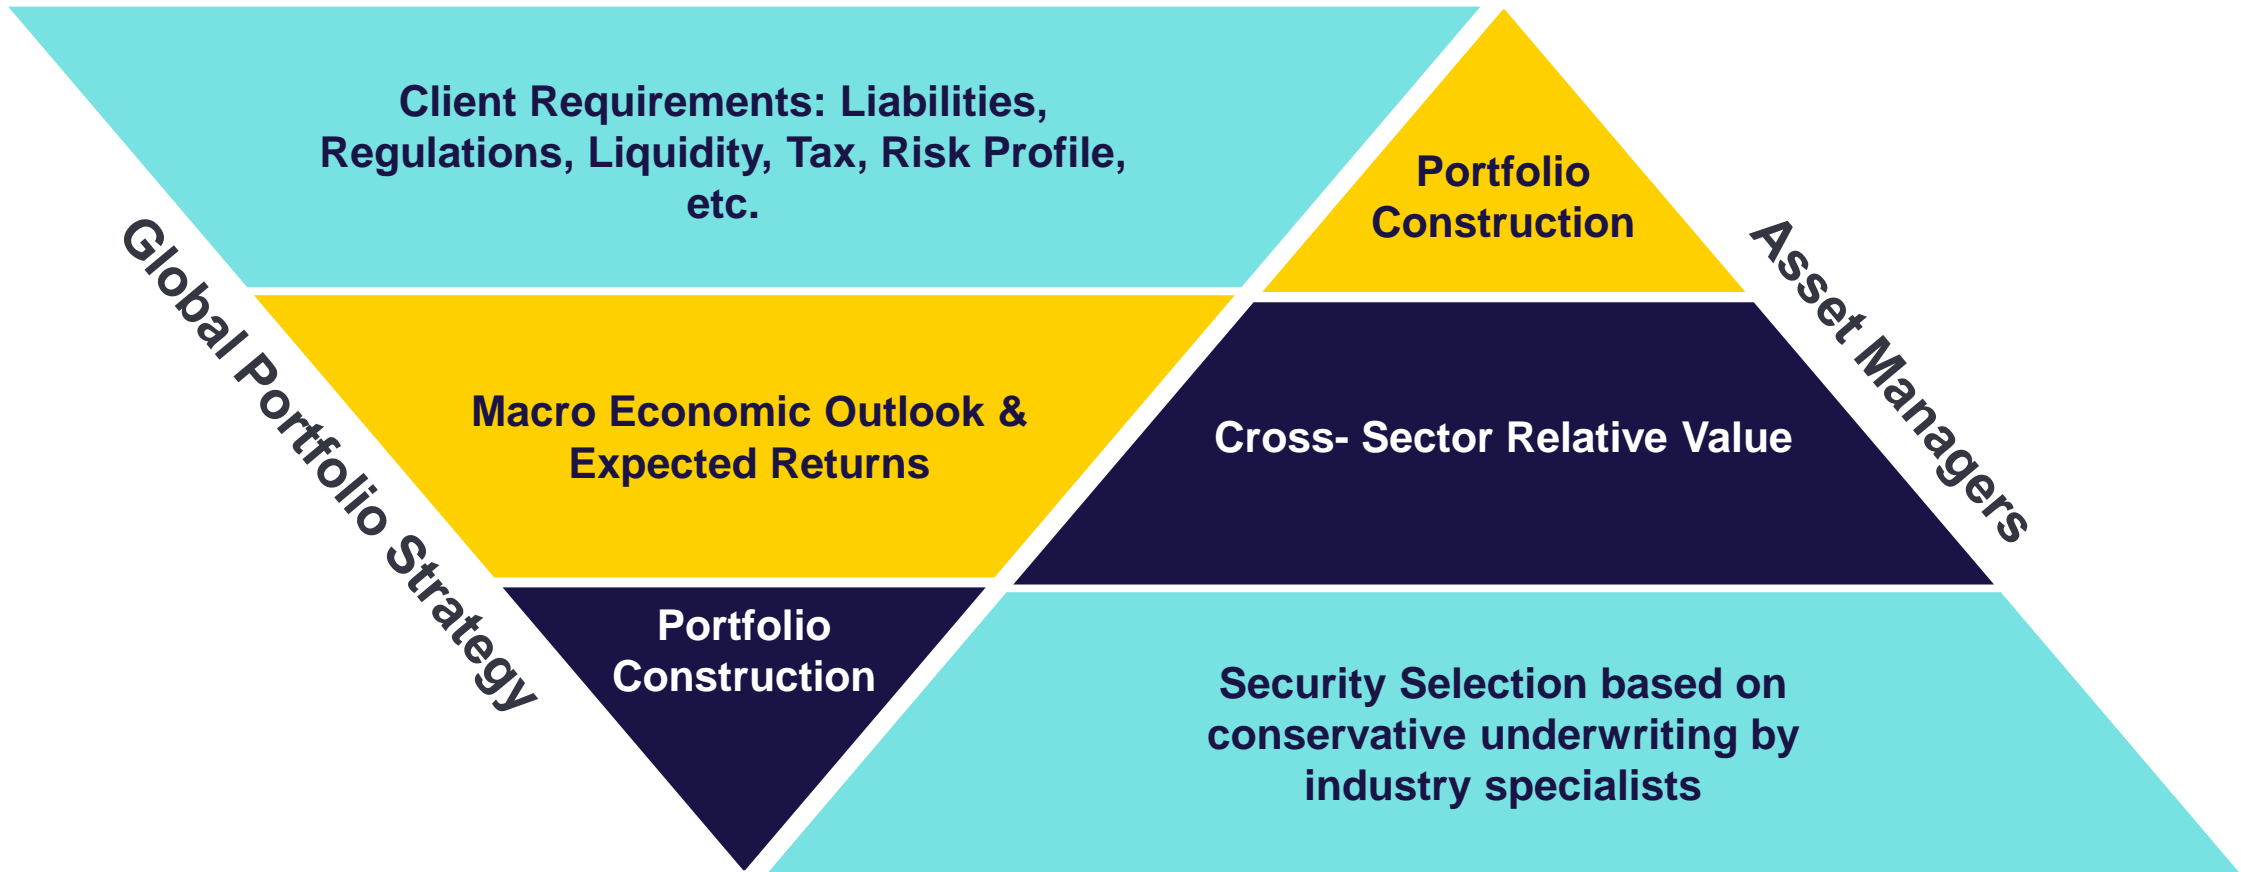 Client Requirements: Liabilities,
Regulations, Liquidity, Tax, Risk Profile,
etc.
Portfolio
Construction
Global Portfolio Strategy
Asset Managers
Macro Economic Outlook &
Expected Returns
Cross- Sector Relative Value
Portfolio
Construction
Security Selection based on
conservative underwriting by
industry specialists